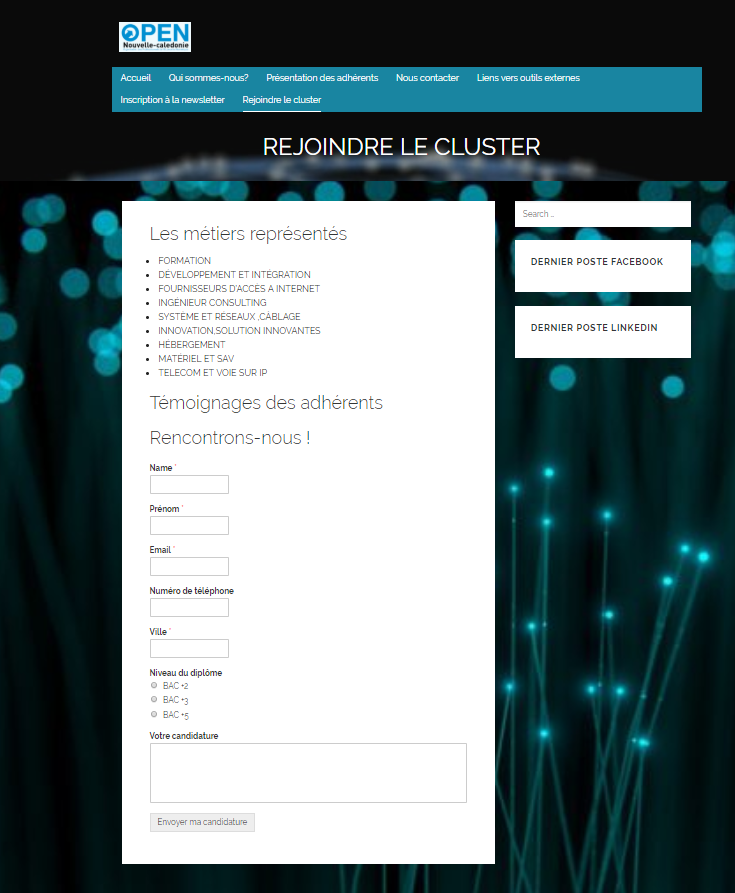 OPEN
Nouvelle-caledonie
Accueil Qui sommes-nous? Présentation des adhérents Nous contacter Liens vers outils externes
Inscription à la newsletter Rejoindre le cluster
REJOINDRE LE CLUSTER
Search …
DERNIER POSTE FACEBOOK
DERNIER POSTE LINKEDIN
Les métiers représentés
FORMATION
DÉVELOPPEMENT ET INTÉGRATION
FOURNISSEURS D'ACCÈS A INTERNET
INGÉNIEUR CONSULTING
SYSTÈME ET RÉSEAUX ,CÂBLAGE
INNOVATION,SOLUTION INNOVANTES
HÉBERGEMENT
MATÉRIEL ET SAV
TELECOM ET VOIE SUR IP
Témoignages des adhérents
Rencontrons-nous !
Name *
Prénom *
Email *
Numéro de téléphone
Ville *
Niveau du diplôme
BAC +2
BAC +3
BAC +5
Votre candidature
Envoyer ma candidature